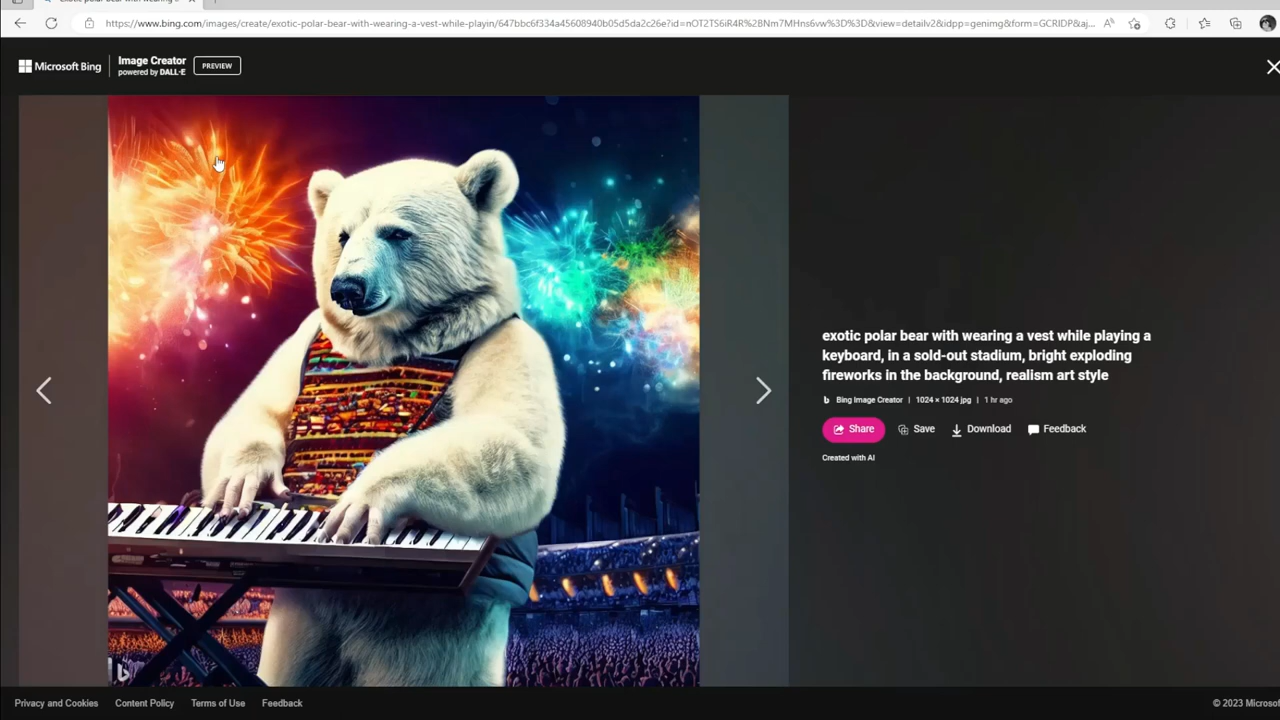 https://www.bing.com/images/create/exotic-polar-bear-with-wearing-a-vest-while-playin/647bbc6f334a45608940b05d5da2c26e?id=nOT2TS6iR4R%2BNm7MHns6vw%3D%3D&view=detailv2&idpp=genimg&form=GCRIDP&aj...
Microsoft Bing
Image Creator
powered by DALL·E
PREVIEW
exotic polar bear with wearing a vest while playing a
keyboard, in a sold-out stadium, bright exploding
fireworks in the background, realism art style
Bing Image Creator | 1024 × 1024 jpg | 1 hr ago
Share Save Download Feedback
Created with AI
Privacy and Cookies Content Policy Terms of Use Feedback
© 2023 Microso